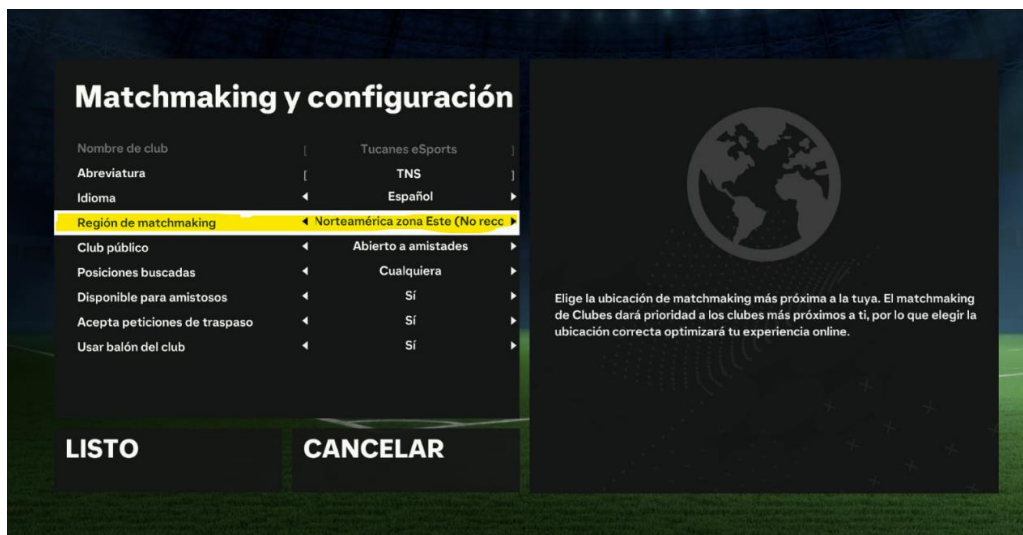 Matchmaking y configuración
Nombre de club [ Tucanes eSports ]
Abreviatura [ TNS ]
Idioma Español
Región de matchmaking Norteamérica zona Este (No recc
Club público Abierto a amistades
Posiciones buscadas Cualquiera
Disponible para amistosos Sí
Acepta peticiones de traspaso Sí
Usar balón del club Sí
LISTO CANCELAR
Elige la ubicación de matchmaking más próxima a la tuya. El matchmaking
de Clubes dará prioridad a los clubes más próximos a ti, por lo que elegir la
ubicación correcta optimizará tu experiencia online.